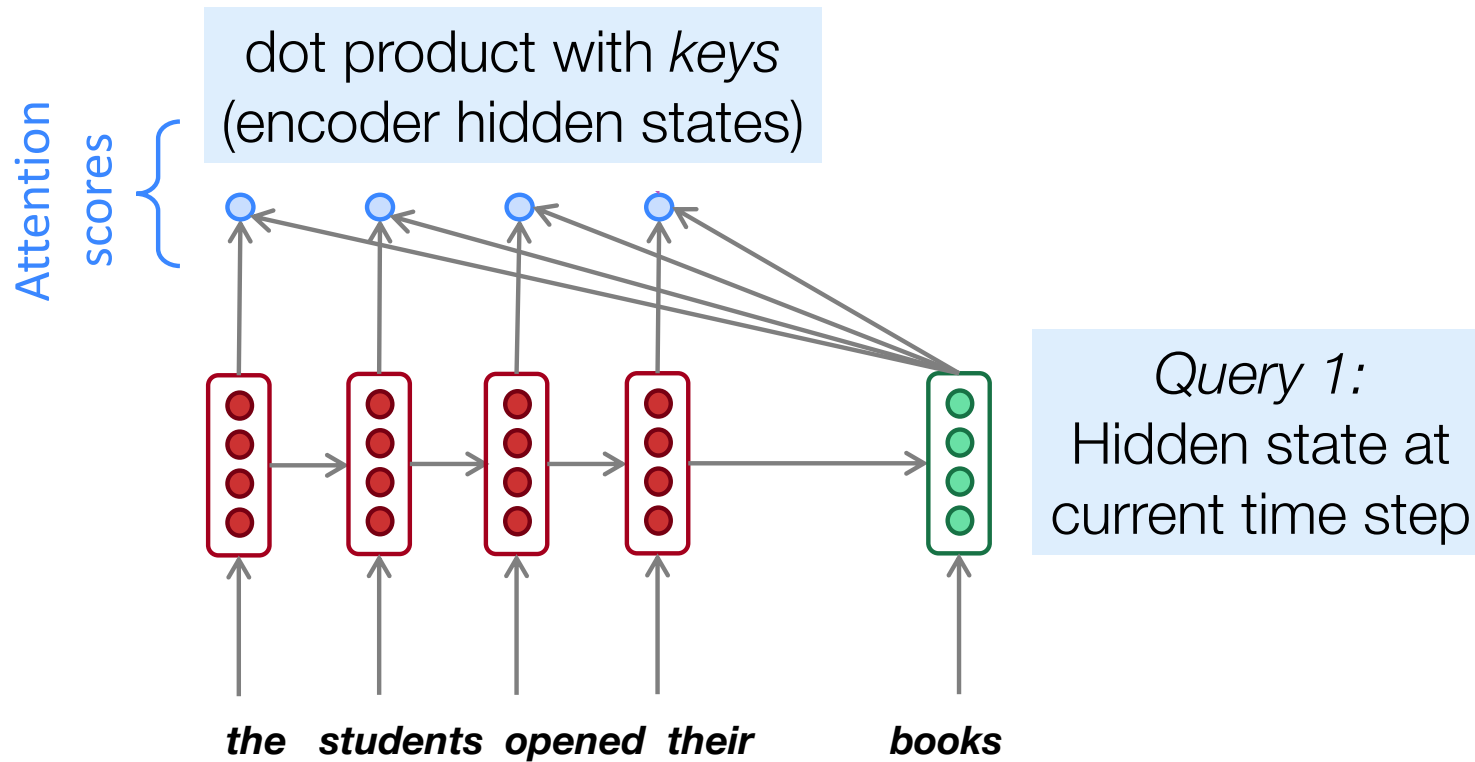 dot product with keys
(encoder hidden states)
Attention
scores
Query 1:
Hidden state at
current time step
the students opened their books